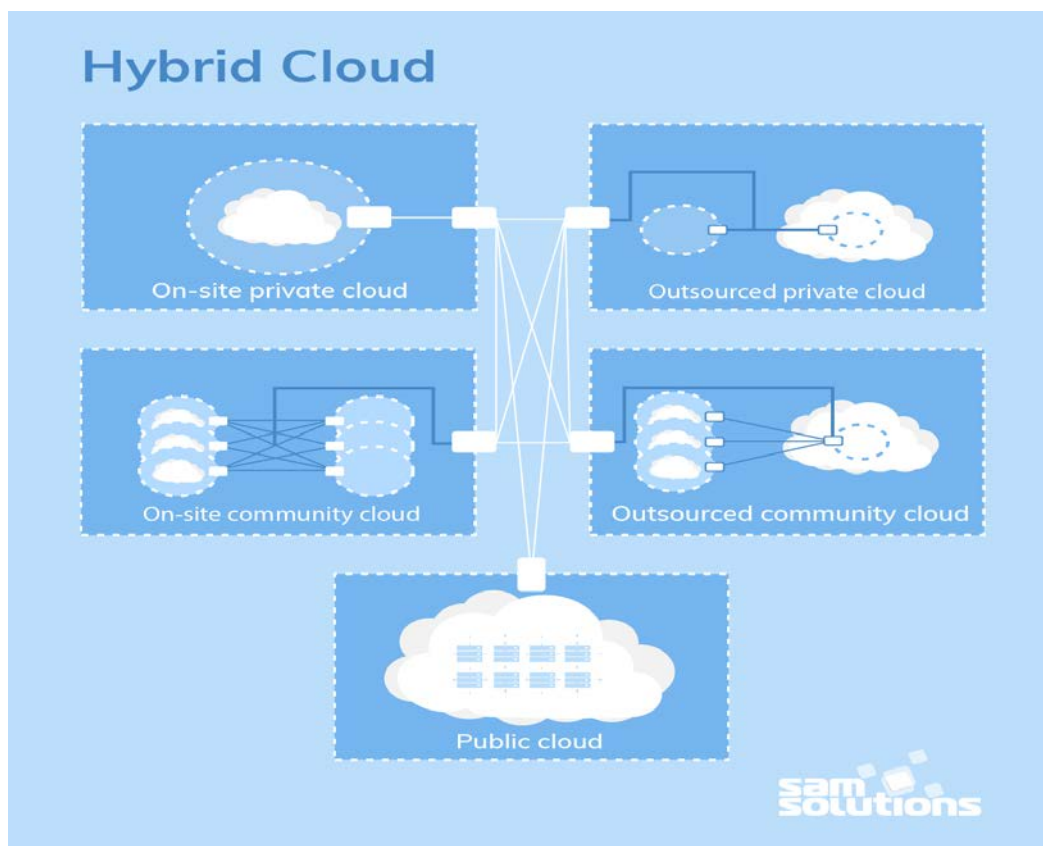 Hybrid Cloud
On-site private cloud
Outsourced private cloud
On-site community cloud
Outsourced community cloud
Public cloud
sam
solutions